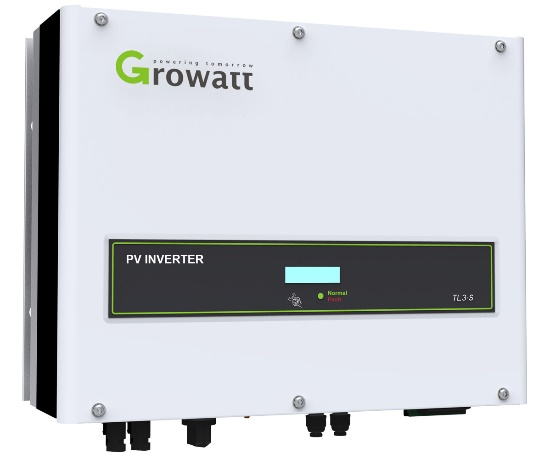 powering tomorrow
Growatt
PV INVERTER
Normal
Fault
TL3-S